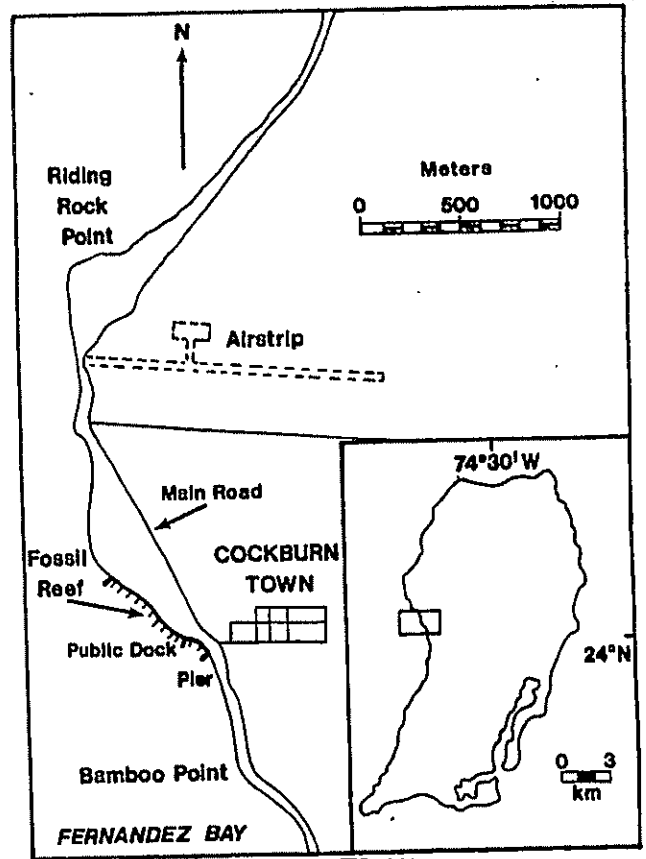 N
Riding
Rock
Point
Meters
0 500 1000
Airstrip
74°30' W
Main Road
Fossil
Reef
COCKBURN
TOWN
Public Dock
Pier
24°N
Bamboo Point
0 3
km
FERNANDEZ BAY